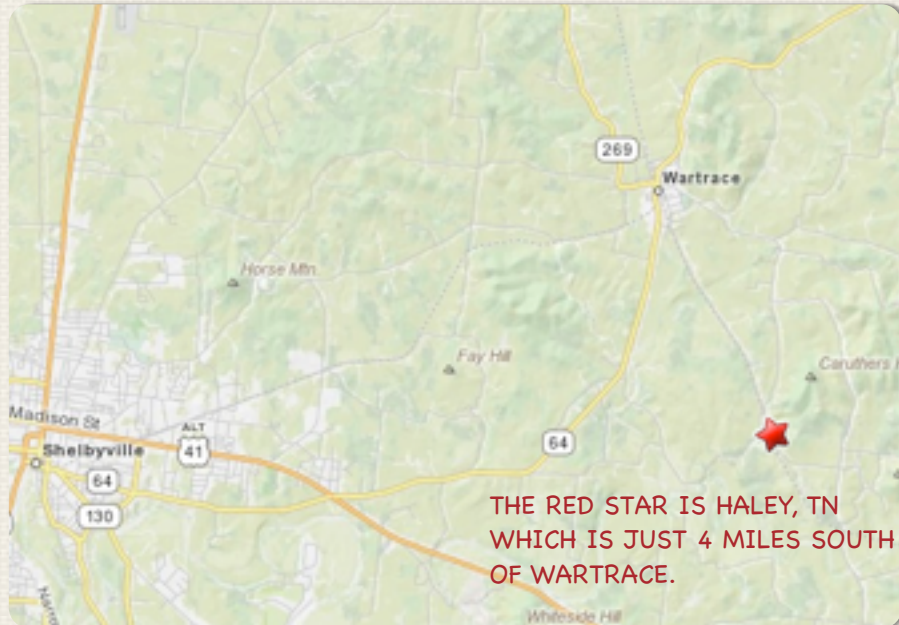 269
Wartrace
Horse Mtn.
Fay Hill
Caruthers
Madison St
ALT
41
Shelbyville
64
64
130
THE RED STAR IS HALEY, TN
WHICH IS JUST 4 MILES SOUTH
OF WARTRACE.
Whiteside Hill